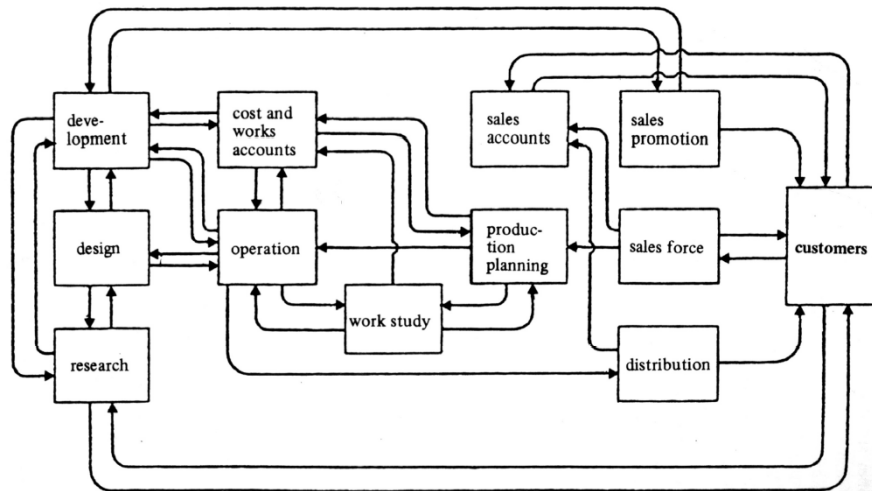 deve-
lopment
cost and
works
accounts
sales
accounts
sales
promotion
design
operation
produc-
tion
planning
sales force
customers
work study
research
distribution